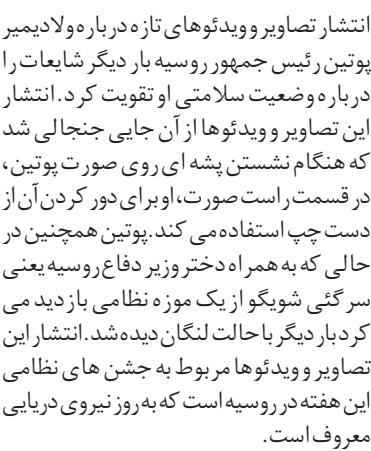 انتشار تصاویر و ویدئوهای تازه درباره ولادیمیر
پوتین رئیس جمهور روسیه بار دیگر شایعات را
درباره وضعیت سلامتی او تقویت کرد. انتشار
این تصاویر و ویدئوها از آن جایی جنجالی شد
که هنگام نشستن پشه ای روی صورت پوتین،
در قسمت راست صورت، او برای دور کردن آن از
دست چپ استفاده می کند. پوتین همچنین در
حالی که به همراه دختر وزیر دفاع روسیه یعنی
سرگئی شویگو از یک موزه نظامی بازدید می
کرد بار دیگر با حالت لنگان دیده شد. انتشار این
تصاویر و ویدئوها مربوط به جشن های نظامی
این هفته در روسیه است که به روز نیروی دریایی
معروف است.